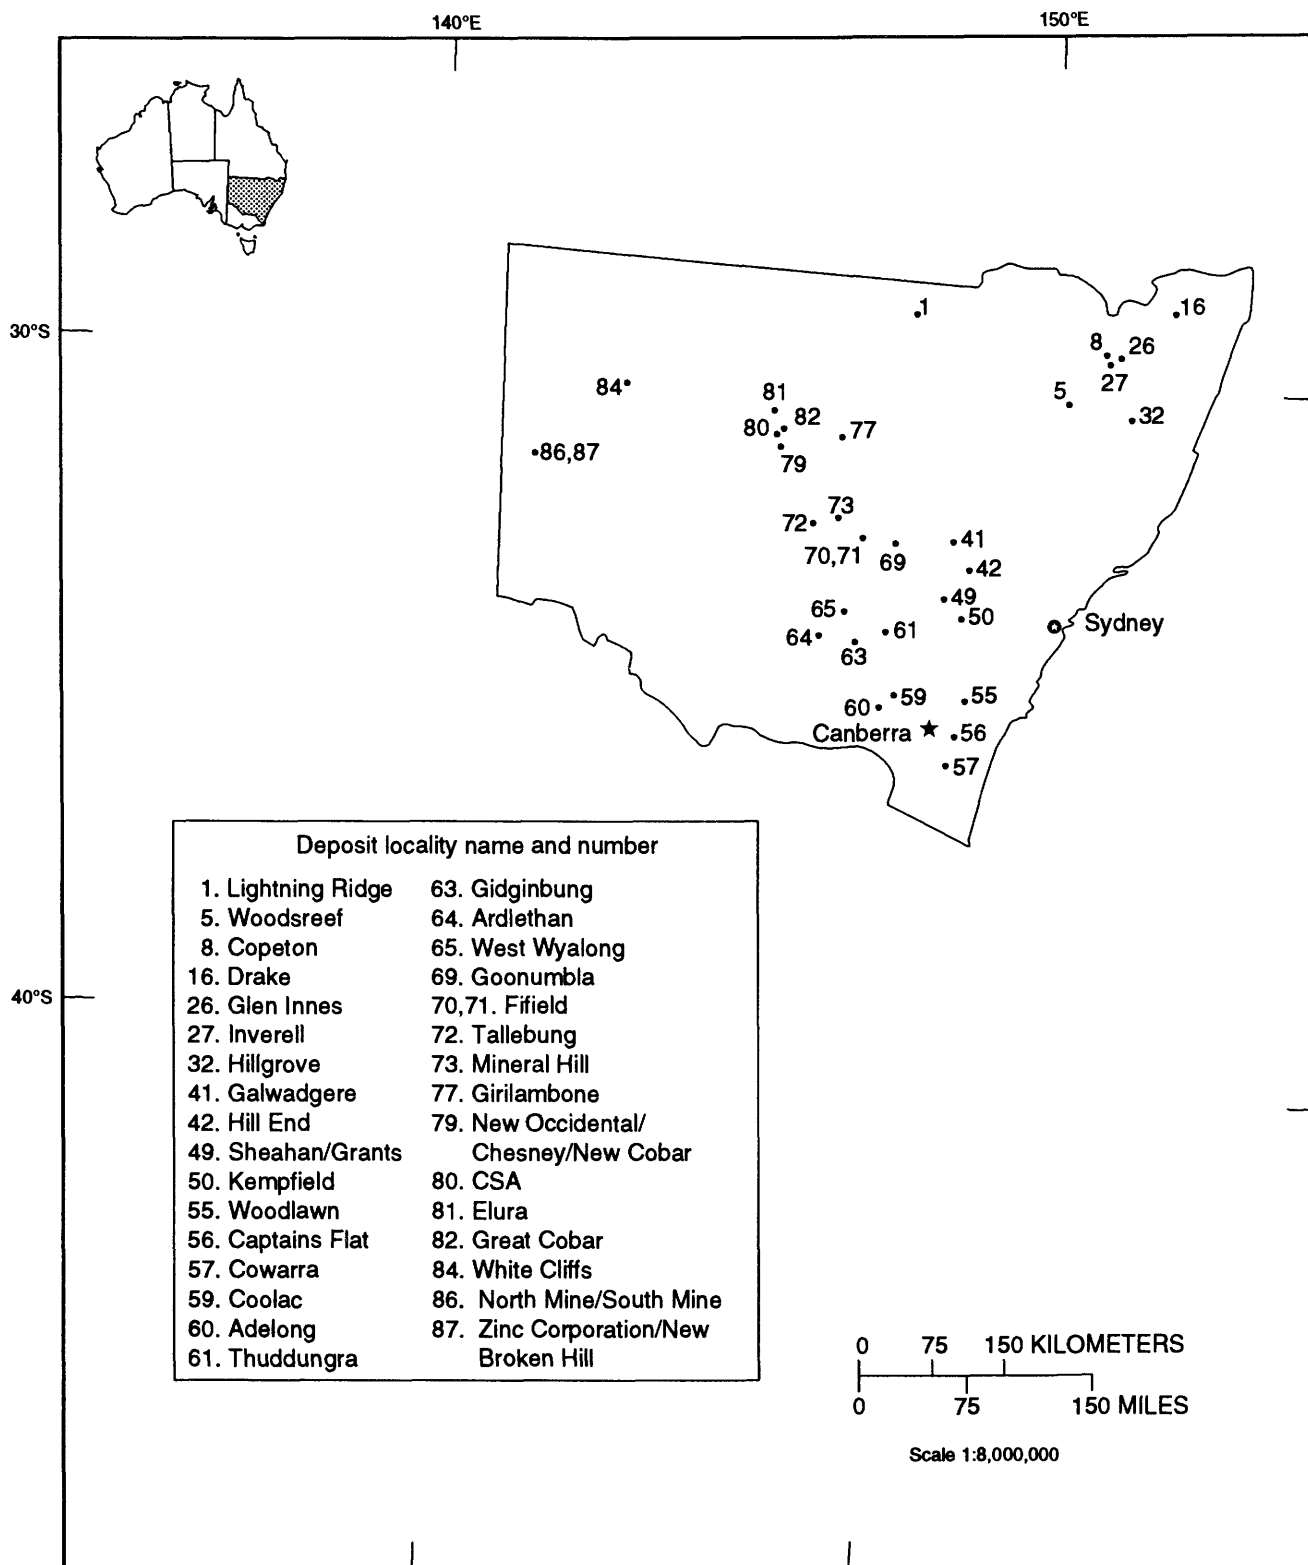 140°E
150°E
30°S
1
16
8
26
27
84
5
32
81
82
80
77
79
86,87
73
72
70,71
69
41
42
49
65
50
Sydney
64
61
63
59
55
60
Canberra
56
57
Deposit locality name and number
1. Lightning Ridge
5. Woodsreef
8. Copeton
16. Drake
26. Glen Innes
27. Inverell
32. Hillgrove
41. Galwadgere
42. Hill End
49. Sheahan/Grants
50. Kempfield
55. Woodlawn
56. Captains Flat
57. Cowarra
59. Coolac
60. Adelong
61. Thuddungra
63. Gidginbung
64. Ardlethan
65. West Wyalong
69. Goonumbla
70,71. Fifield
72. Tallebung
73. Mineral Hill
77. Girilambone
79. New Occidental/
Chesney/New Cobar
80. CSA
81. Elura
82. Great Cobar
84. White Cliffs
86. North Mine/South Mine
87. Zinc Corporation/New
Broken Hill
40°S
0 75 150 KILOMETERS
0 75 150 MILES
Scale 1:8,000,000